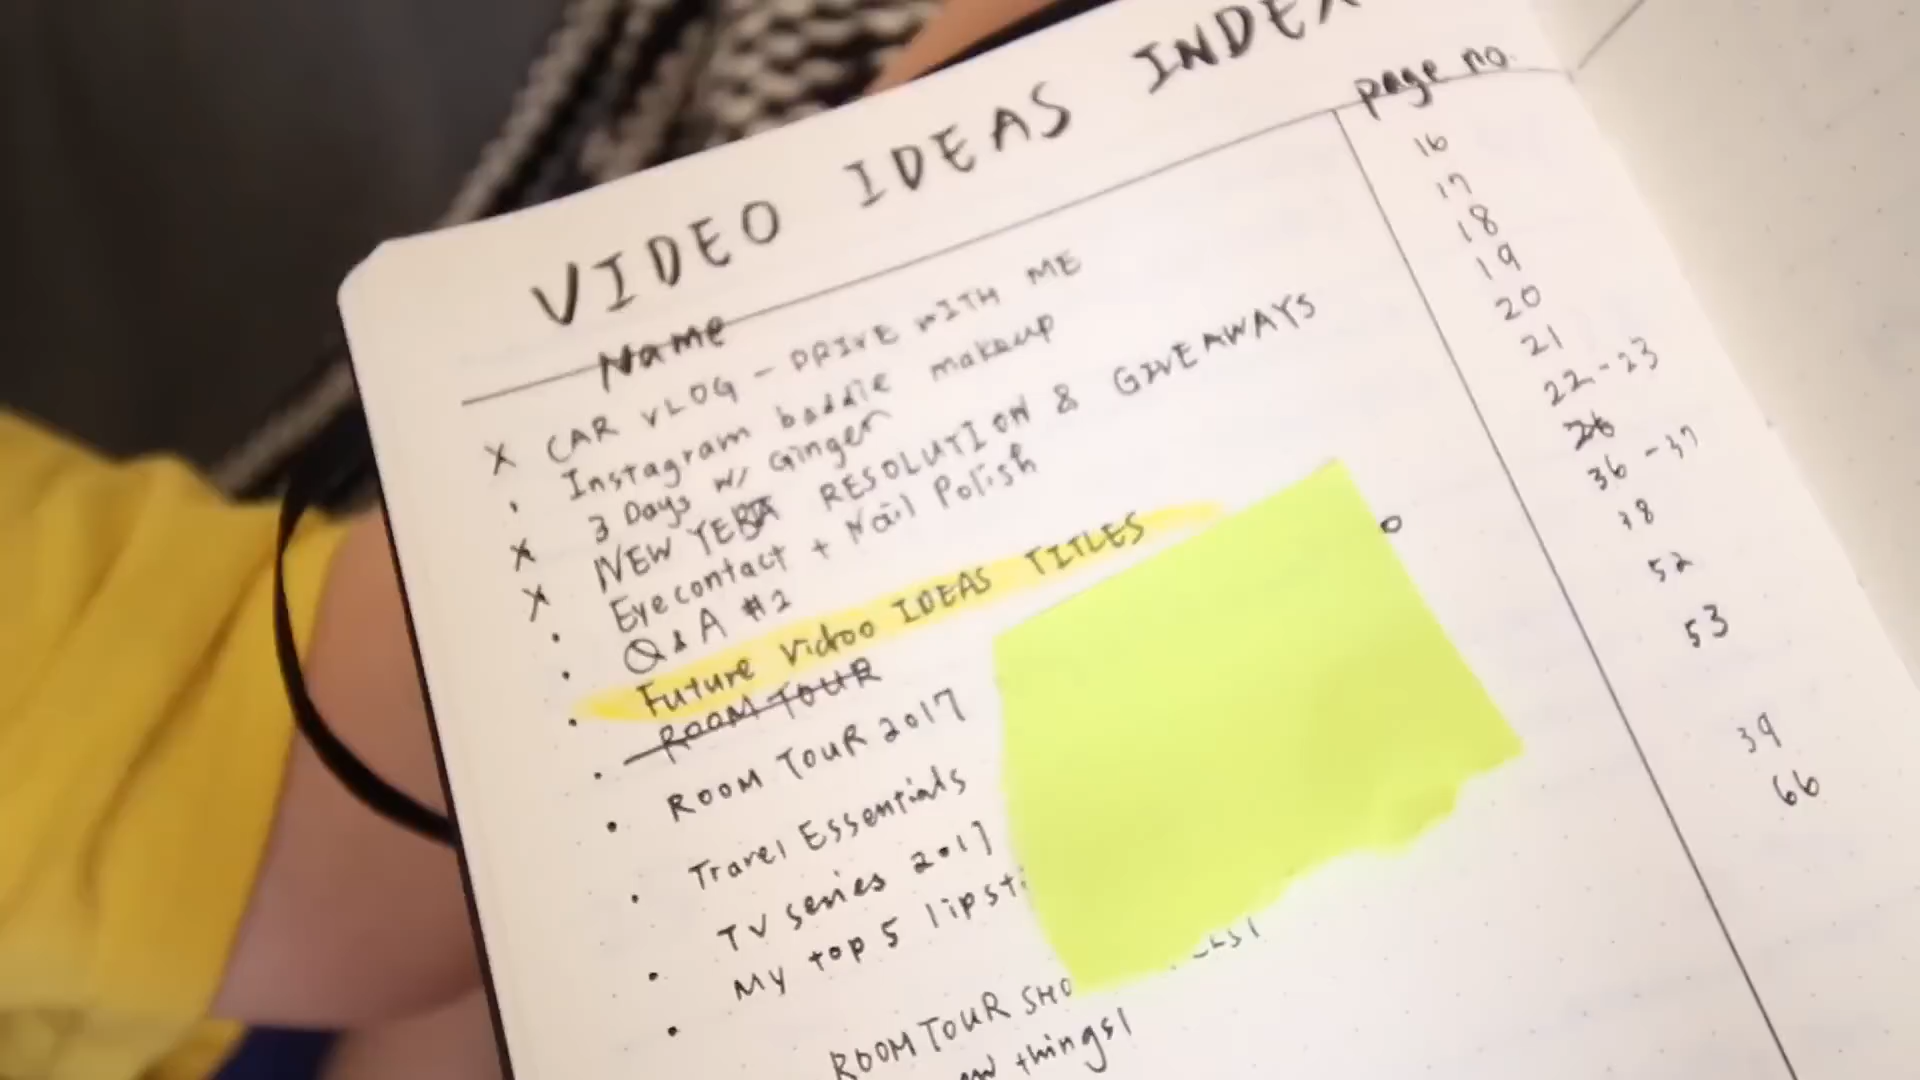 VIDEO IDEAS INDEX
Name page no.
X CAR VLOG - DRIVE WITH ME 16
• Instagram baddie makeup 17
X 3 Days w/ Ginger 18
X NEW YEAR RESOLUTION & GIVEAWAYS 19
• Eyecontact + Nail Polish 20
• Q&A #2 21
• Future Video IDEAS TITLES 22-23
• ROOM TOUR
• ROOM TOUR 2017 36-37
• Travel Essentials 38
• TV series 2017 52
• My top 5 53
ROOM TOUR 39
things! 66